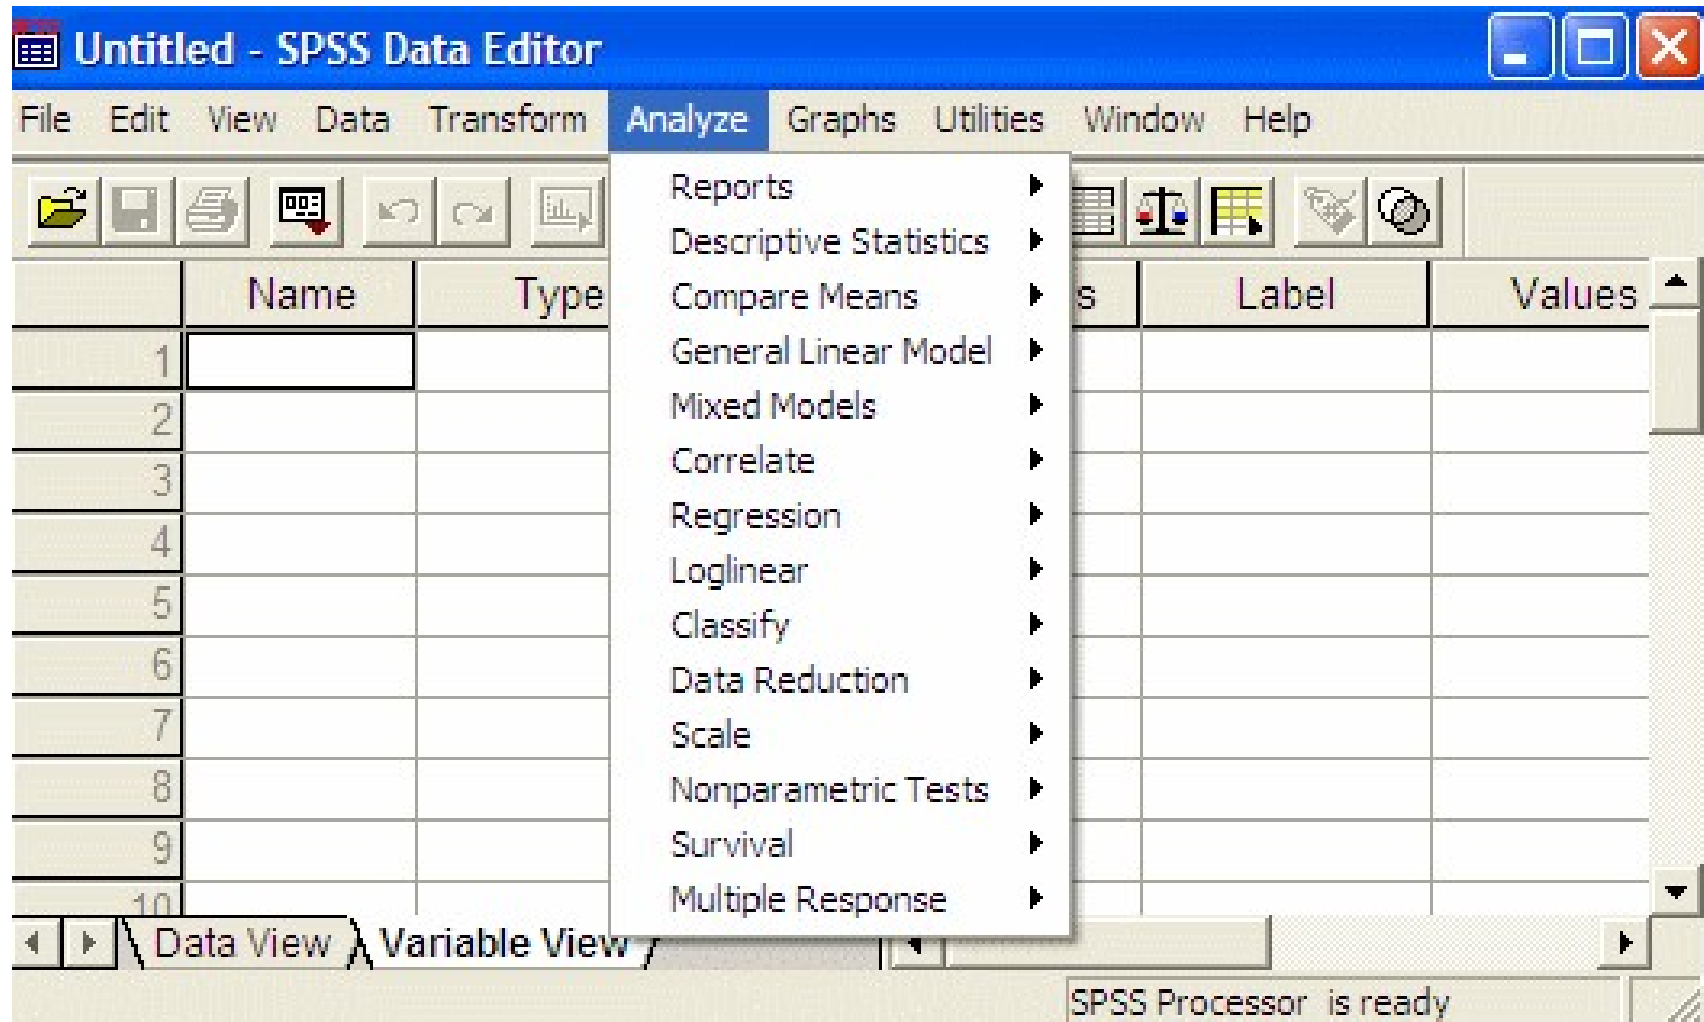 Untitled - SPSS Data Editor
File Edit View Data Transform Analyze Graphs Utilities Window Help
Reports
Descriptive Statistics
Compare Means
General Linear Model
Mixed Models
Correlate
Regression
Loglinear
Classify
Data Reduction
Scale
Nonparametric Tests
Survival
Multiple Response
Name Type s Label Values
1
2
3
4
5
6
7
8
9
10
Data View Variable View
SPSS Processor is ready